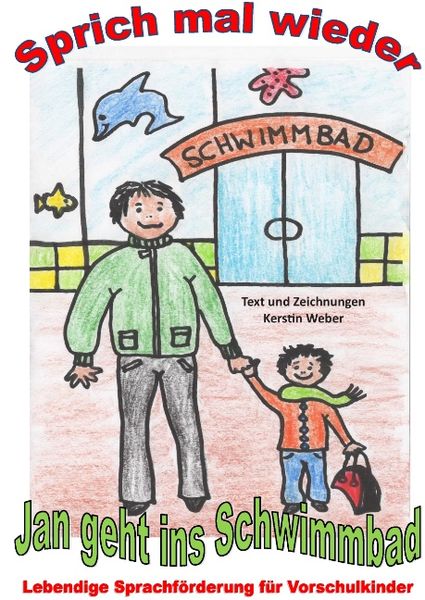 Sprich mal wieder
SCHWIMMBAD
Text und Zeichnungen
Kerstin Weber
Jan geht ins Schwimmbad
Lebendige Sprachförderung für Vorschulkinder